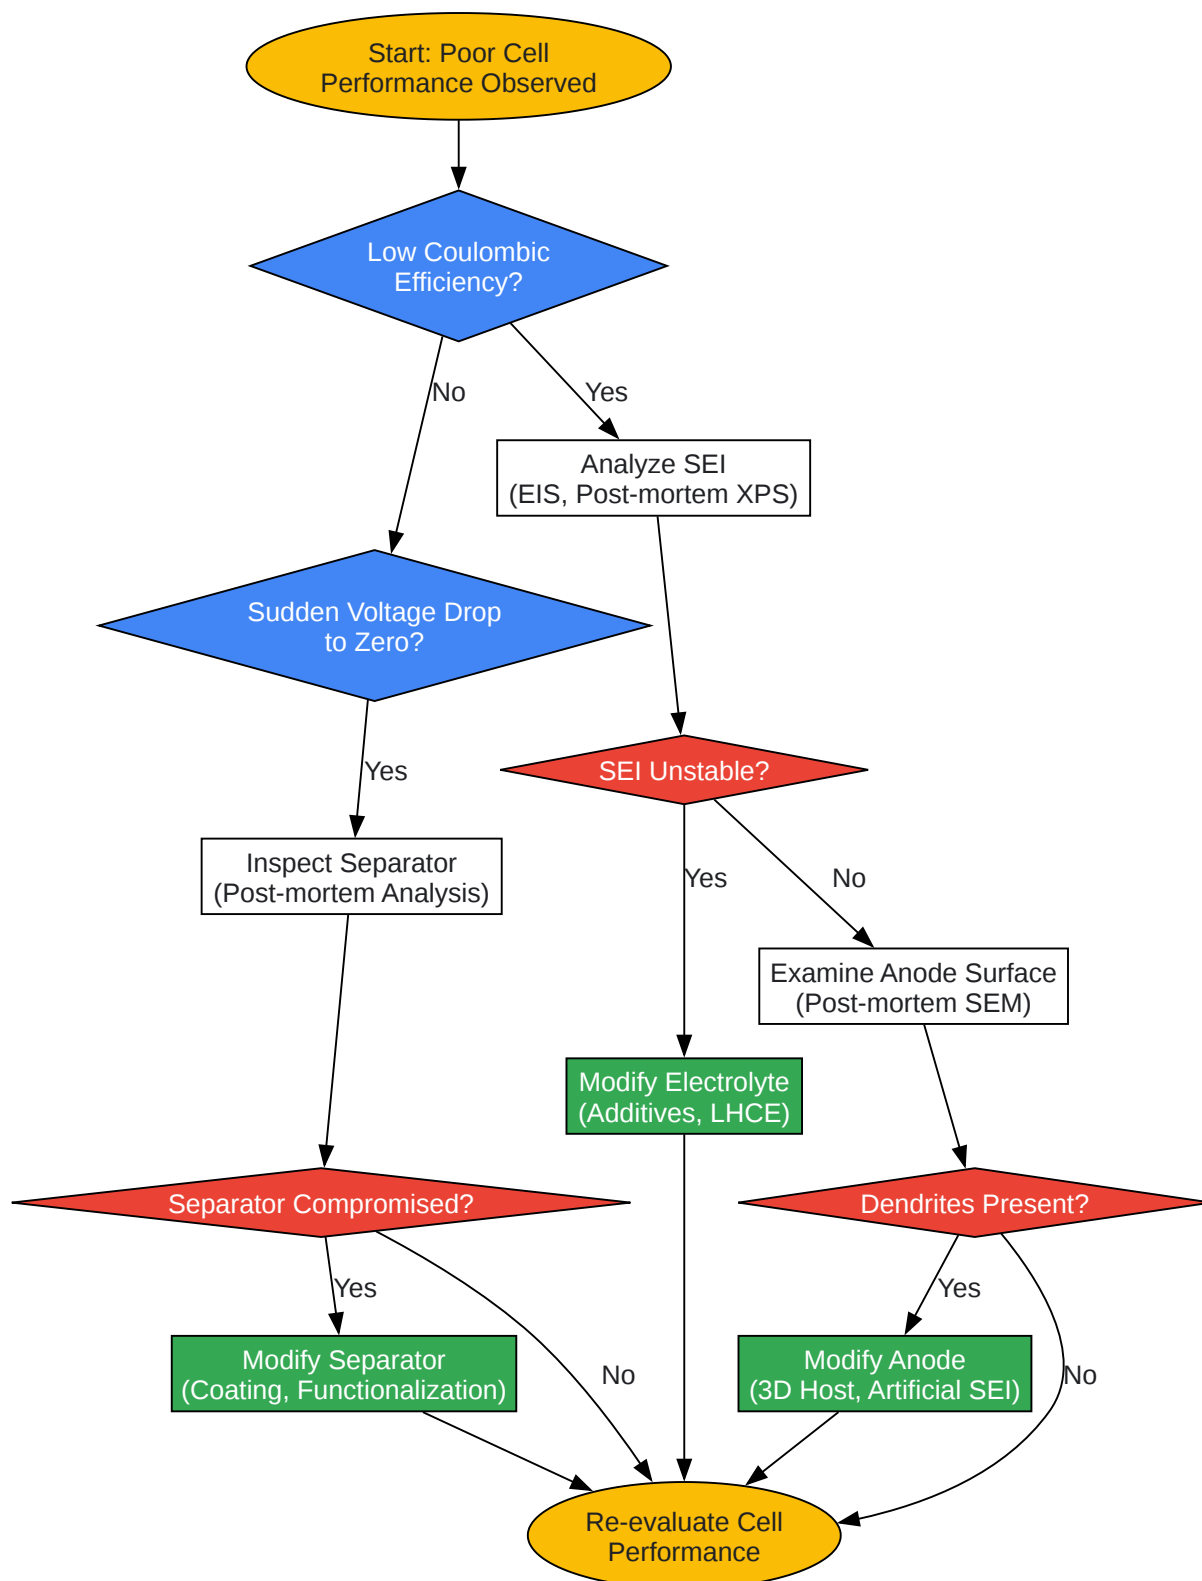 Start: Poor Cell
Performance Observed
Low Coulombic
Efficiency?
No
Yes
Analyze SEI
(EIS, Post-mortem XPS)
Sudden Voltage Drop
to Zero?
Yes
SEI Unstable?
Inspect Separator
(Post-mortem Analysis)
Yes
No
Examine Anode Surface
(Post-mortem SEM)
Modify Electrolyte
(Additives, LHCE)
Separator Compromised?
Dendrites Present?
Yes
Yes
Modify Separator
(Coating, Functionalization)
No
Modify Anode
(3D Host, Artificial SEI)
No
Re-evaluate Cell
Performance